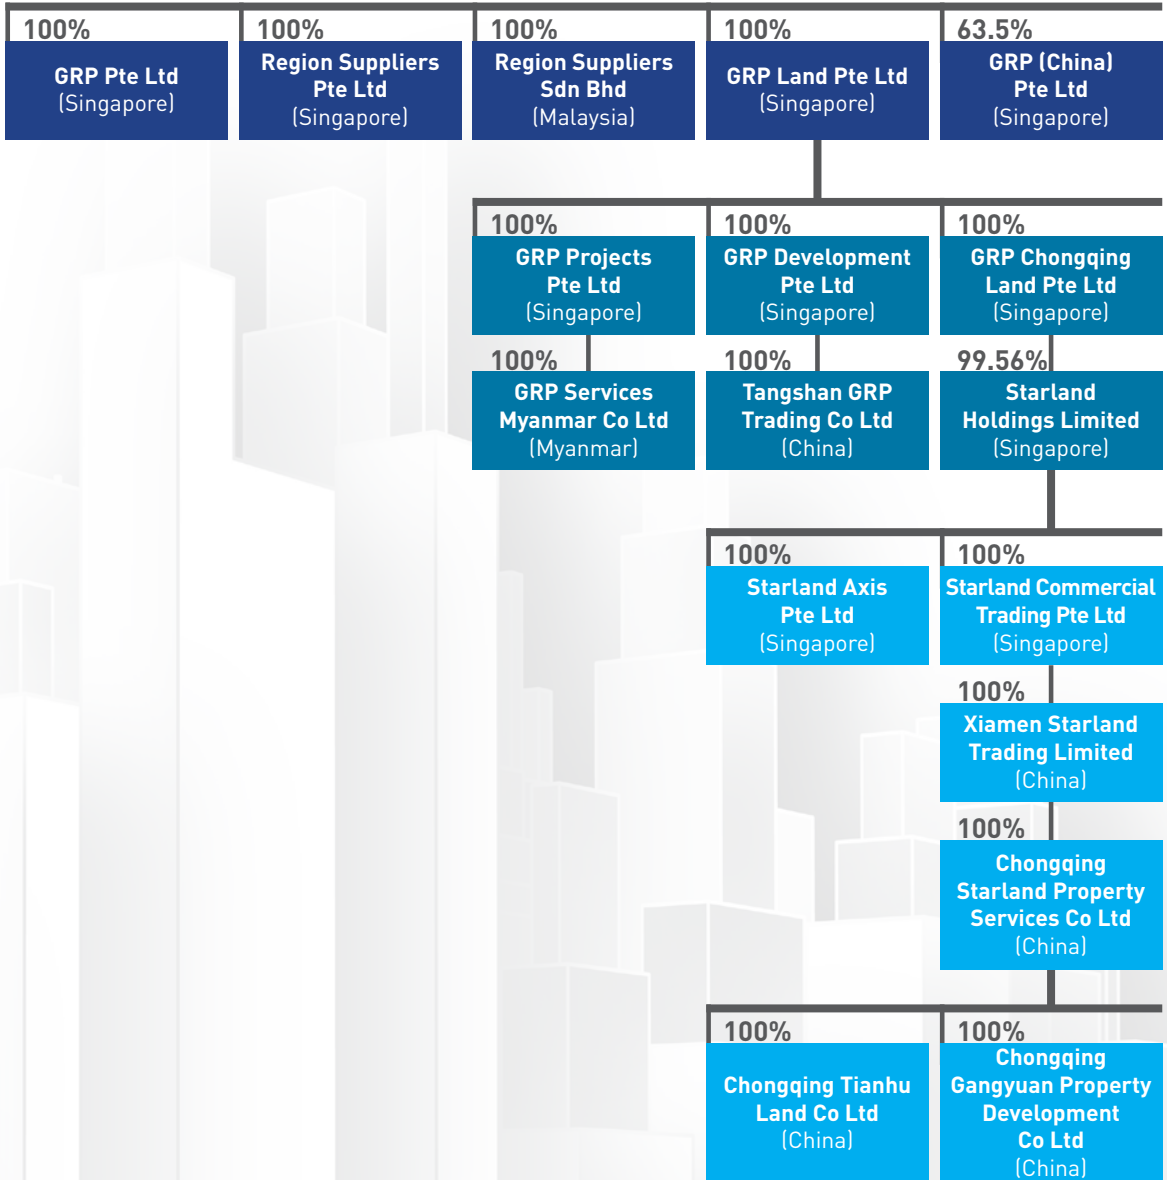 100%
GRP Pte Ltd
(Singapore)
100%
Region Suppliers
Pte Ltd
(Singapore)
100%
Region Suppliers
Sdn Bhd
(Malaysia)
100%
GRP Land Pte Ltd
(Singapore)
63.5%
GRP (China)
Pte Ltd
(Singapore)
100%
GRP Projects
Pte Ltd
(Singapore)
100%
GRP Development
Pte Ltd
(Singapore)
100%
GRP Chongqing
Land Pte Ltd
(Singapore)
100%
GRP Services
Myanmar Co Ltd
(Myanmar)
100%
Tangshan GRP
Trading Co Ltd
(China)
99.56%
Starland
Holdings Limited
(Singapore)
100%
Starland Axis
Pte Ltd
(Singapore)
100%
Starland Commercial
Trading Pte Ltd
(Singapore)
100%
Xiamen Starland
Trading Limited
(China)
100%
Chongqing
Starland Property
Services Co Ltd
(China)
100%
Chongqing Tianhu
Land Co Ltd
(China)
100%
Chongqing
Gangyuan Property
Development
Co Ltd
(China)